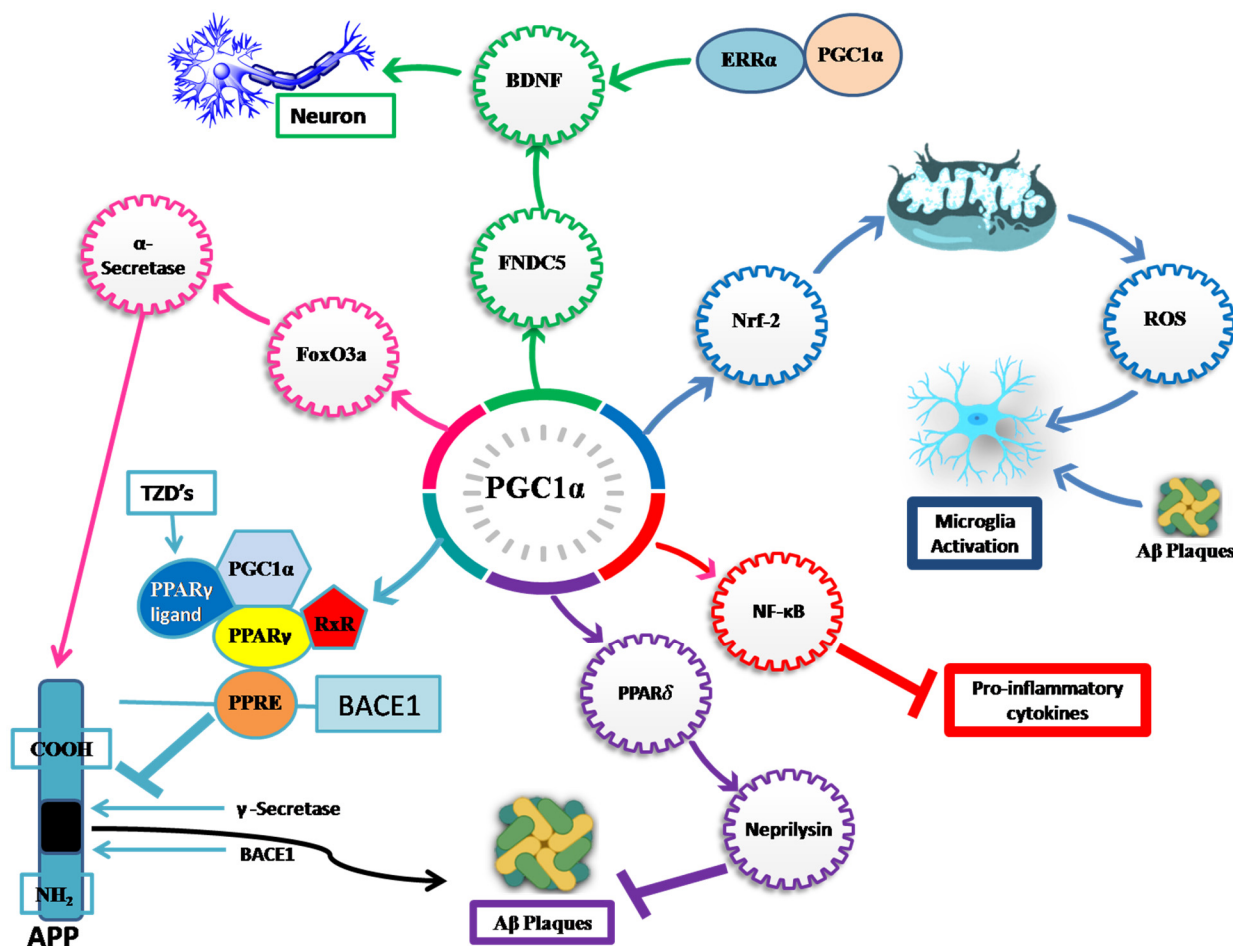 BDNF
ERRα
PGC1α
Neuron
α-
Secretase
FNDC5
Nrf-2
ROS
FoxO3a
PGC1α
TZD's
PGC1α
PPARγ
ligand
PPARγ
RxR
Microglia
Activation
Aβ Plaques
NF-κB
PPRE
BACE1
PPARδ
Pro-inflammatory
cytokines
COOH
γ-Secretase
BACE1
Neprilysin
NH₂
APP
Aβ Plaques